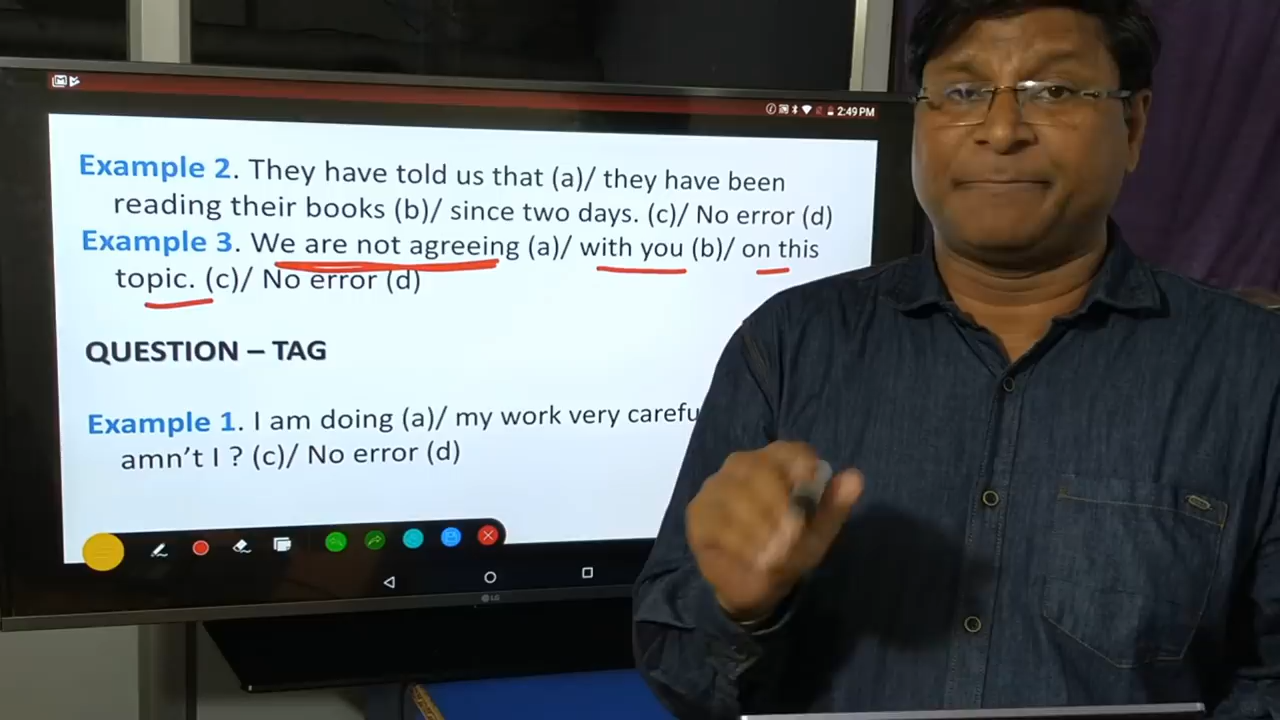 2:49 PM
Example 2. They have told us that (a)/ they have been
reading their books (b)/ since two days. (c)/ No error (d)
Example 3. We are not agreeing (a)/ with you (b)/ on this
topic. (c)/ No error (d)
QUESTION – TAG
Example 1. I am doing (a)/ my work very carefu
amn't I ? (c)/ No error (d)
LG